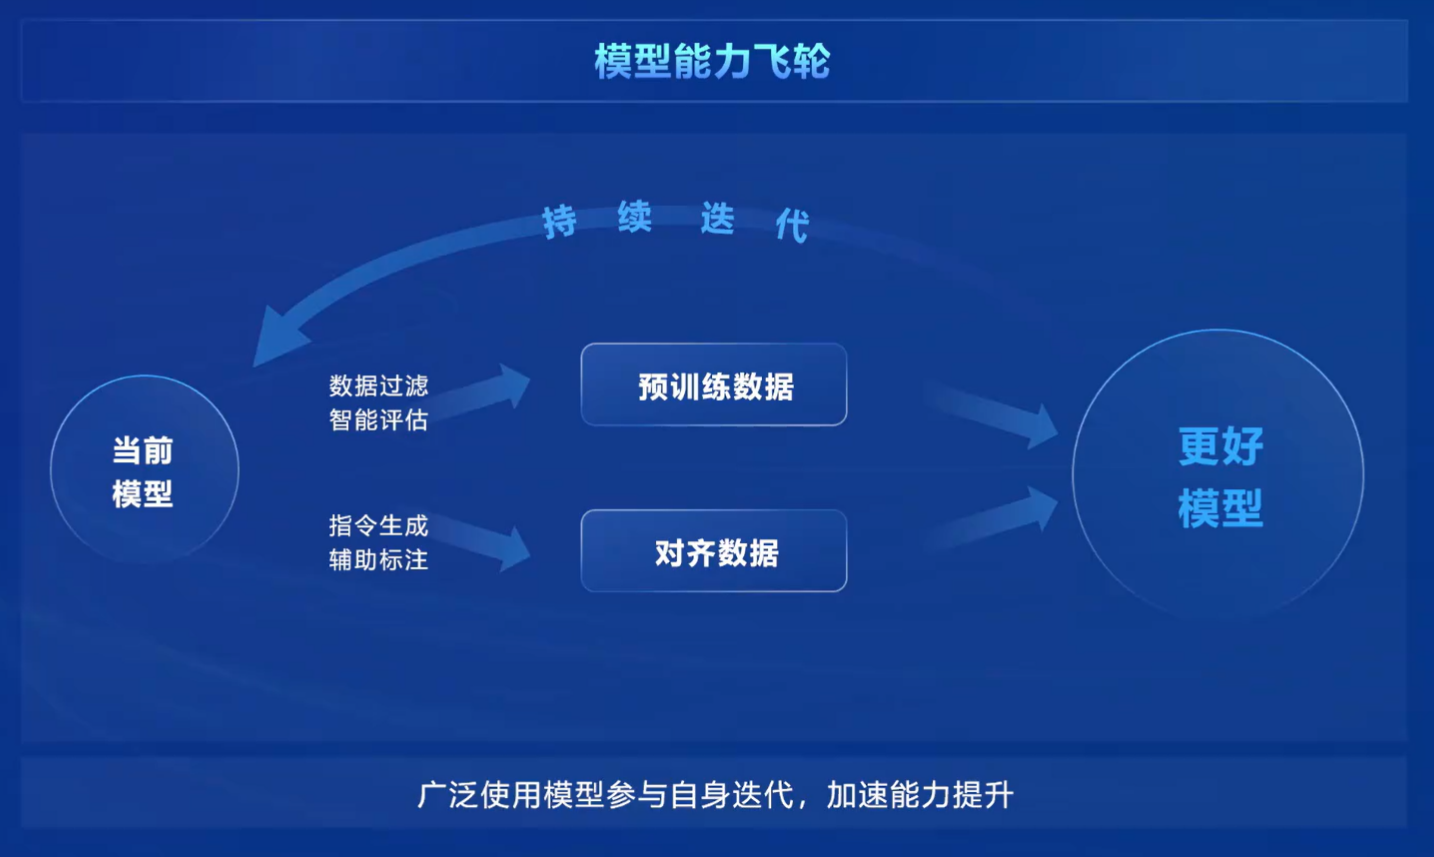 模型能力飞轮
持续迭代
数据过滤
智能评估
预训练数据
当前
模型
更好
模型
指令生成
辅助标注
对齐数据
广泛使用模型参与自身迭代，加速能力提升